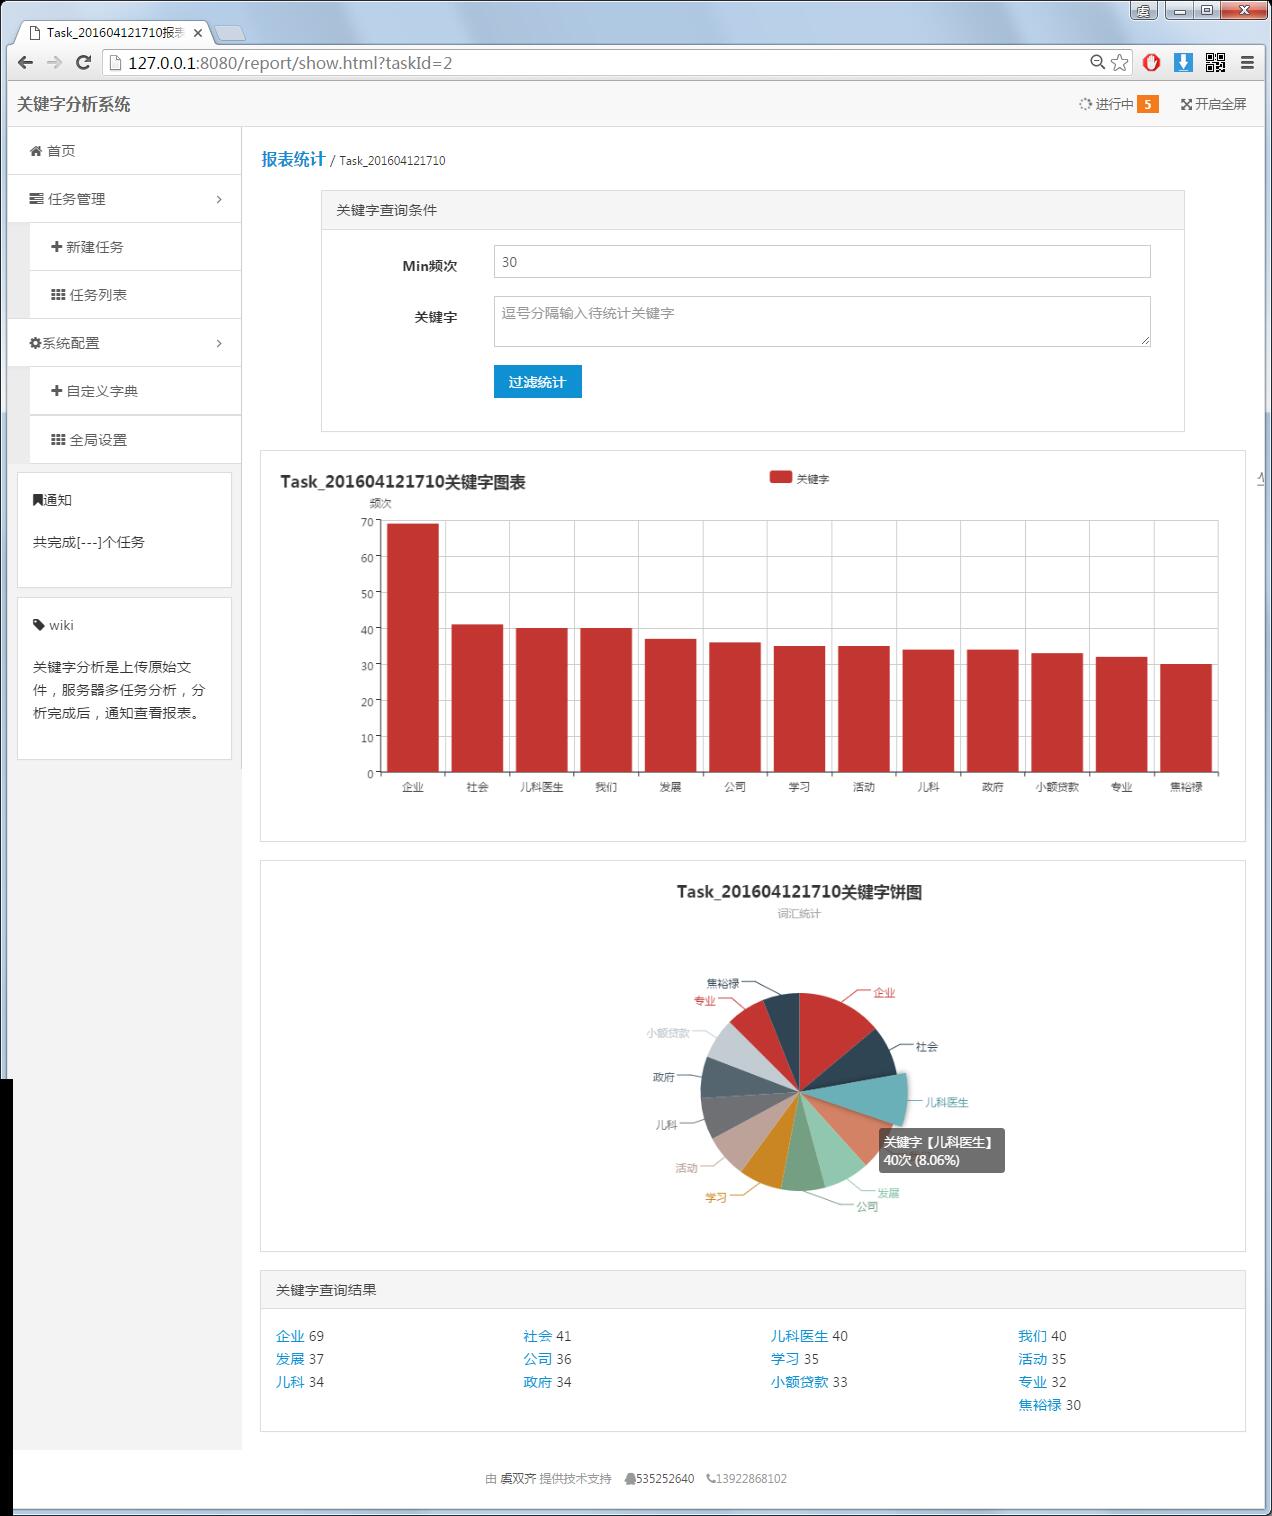 虞
Task_201604121710报表
127.0.0.1:8080/report/show.html?taskId=2
关键字分析系统
进行中 5 开启全屏
首页
任务管理
新建任务
任务列表
系统配置
自定义字典
全局设置
通知
共完成[---]个任务
wiki
关键字分析是上传原始文
件，服务器多任务分析，分
析完成后，通知查看报表。
报表统计 / Task_201604121710
关键字查询条件
Min频次 30
关键字 逗号分隔输入待统计关键字
过滤统计
Task_201604121710关键字图表
关键字
频次
70
60
50
40
30
20
10
0
企业 社会 儿科医生 我们 发展 公司 学习 活动 儿科 政府 小额贷款 专业 焦裕禄
Task_201604121710关键字饼图
词汇统计
焦裕禄
企业
专业
小额贷款
社会
政府
儿科医生
儿科
关键字【儿科医生】
40次 (8.06%)
活动
学习
发展
公司
关键字查询结果
企业 69 社会 41 儿科医生 40 我们 40
发展 37 公司 36 学习 35 活动 35
儿科 34 政府 34 小额贷款 33 专业 32
焦裕禄 30
由 虞双齐 提供技术支持 535252640 13922868102